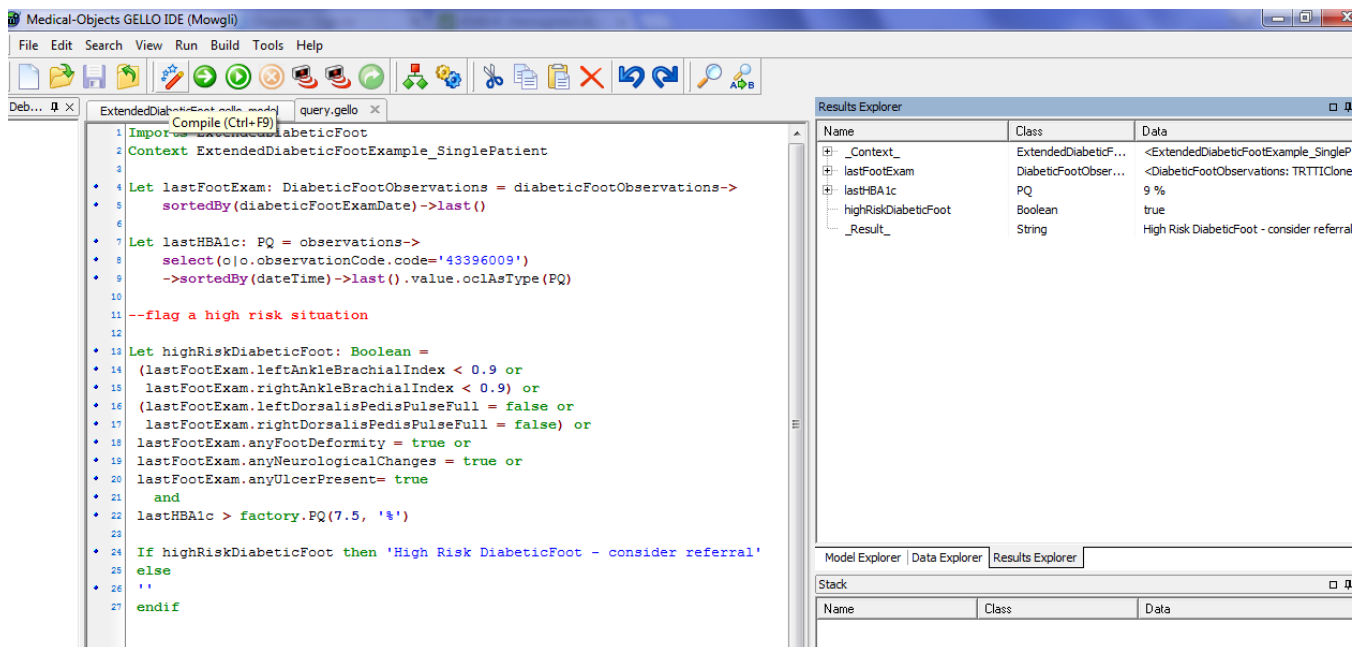 Medical-Objects GELLO IDE (Mowgli)
File Edit Search View Run Build Tools Help
Deb...
ExtendedDiabeticFoot.gello_model query.gello
Compile (Ctrl+F9)
1 Imports ExtendedDiabeticFoot
2 Context ExtendedDiabeticFootExample_SinglePatient
3
4 Let lastFootExam: DiabeticFootObservations = diabeticFootObservations->
5 sortedBy(diabeticFootExamDate)->last()
6
7 Let lastHBA1c: PQ = observations->
8 select(o|o.observationCode.code='43396009')
9 ->sortedBy(dateTime)->last().value.oclAsType(PQ)
10
11 --flag a high risk situation
12
13 Let highRiskDiabeticFoot: Boolean =
14 (lastFootExam.leftAnkleBrachialIndex < 0.9 or
15 lastFootExam.rightAnkleBrachialIndex < 0.9) or
16 (lastFootExam.leftDorsalisPedisPulseFull = false or
17 lastFootExam.rightDorsalisPedisPulseFull = false) or
18 lastFootExam.anyFootDeformity = true or
19 lastFootExam.anyNeurologicalChanges = true or
20 lastFootExam.anyUlcerPresent= true
21 and
22 lastHBA1c > factory.PQ(7.5, '%')
23
24 If highRiskDiabeticFoot then 'High Risk DiabeticFoot - consider referral'
25 else
26 ''
27 endif
Results Explorer
Name Class Data
_Context_ ExtendedDiabeticF... <ExtendedDiabeticFootExample_SingleP
lastFootExam DiabeticFootObser... <DiabeticFootObservations: TRTTIClone
lastHBA1c PQ 9 %
highRiskDiabeticFoot Boolean true
_Result_ String High Risk DiabeticFoot - consider referral
Model Explorer Data Explorer Results Explorer
Stack
Name Class Data